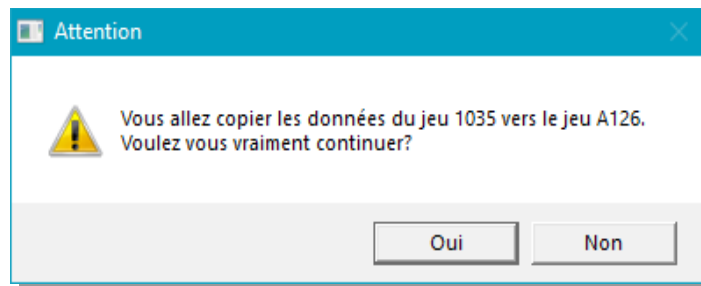 Attention
Vous allez copier les données du jeu 1035 vers le jeu A126.
Voulez vous vraiment continuer?
Oui
Non